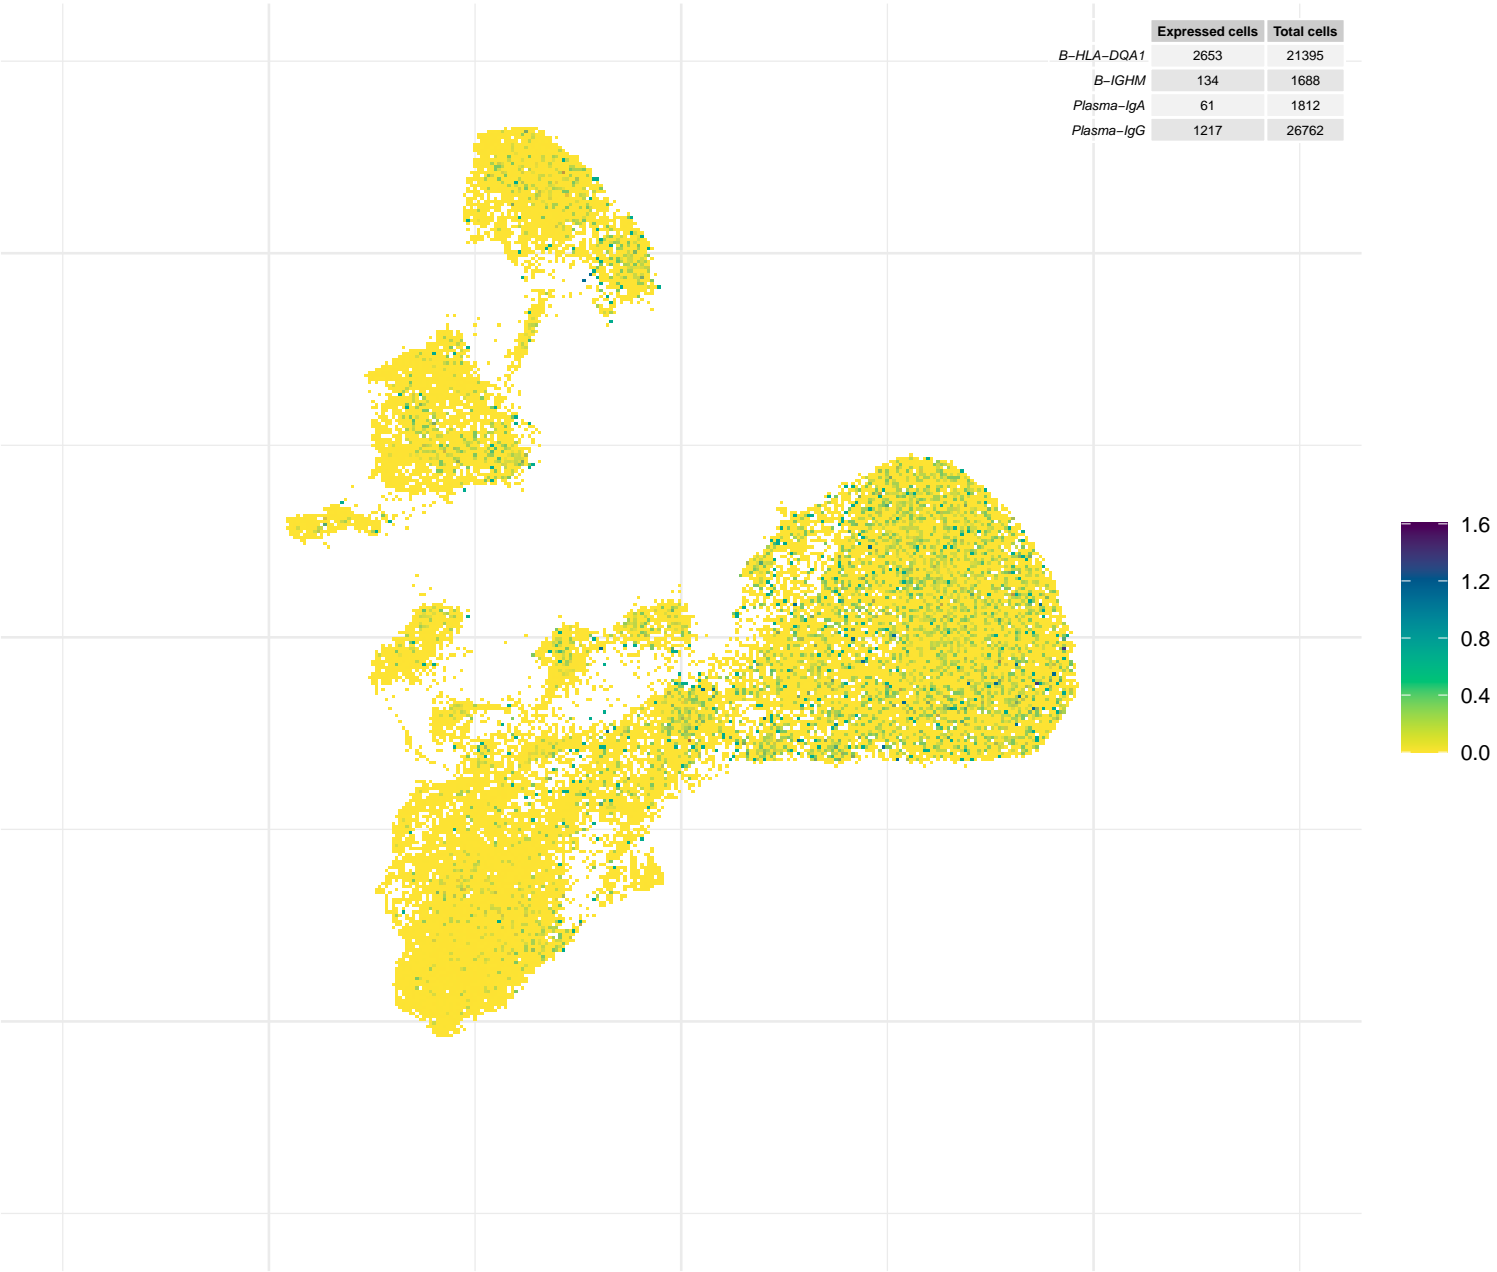 Expressed cells Total cells
B−HLA−DQA1 2653 21395
B−IGHM 134 1688
Plasma−IgA 61 1812
Plasma−IgG 1217 26762
1.6
1.2
0.8
0.4
0.0